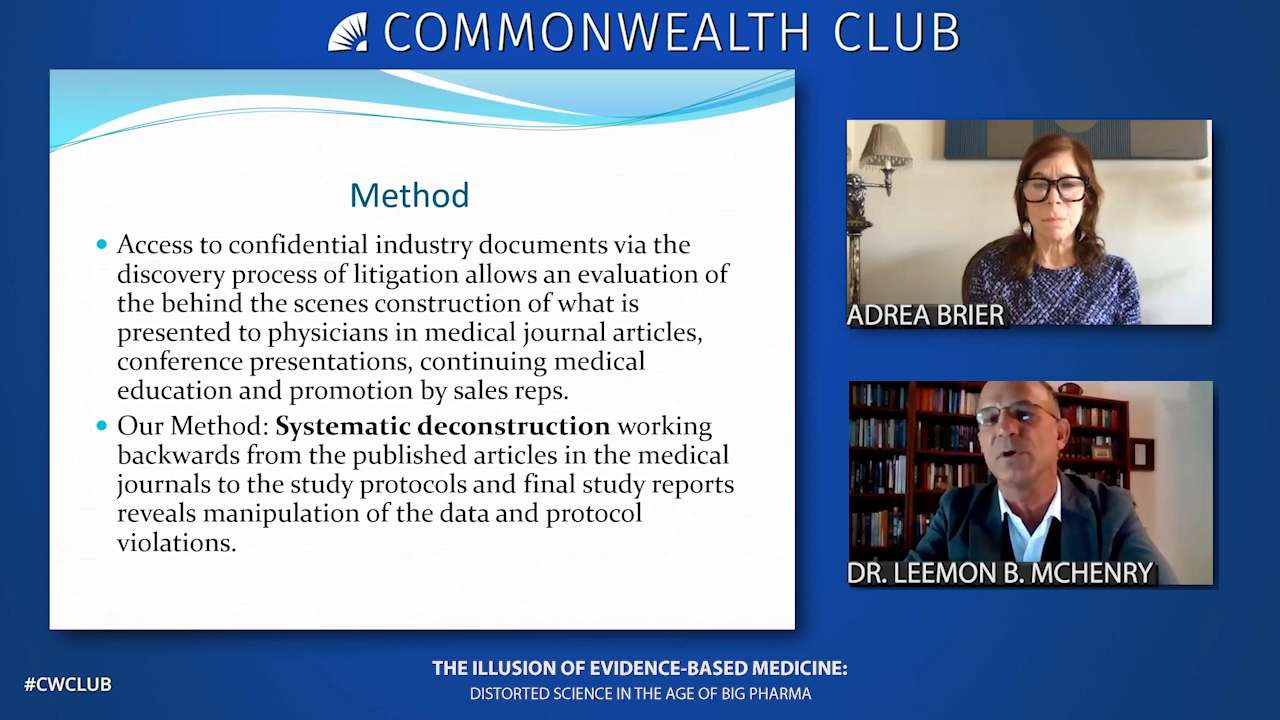 COMMONWEALTH CLUB
Method
• Access to confidential industry documents via the
discovery process of litigation allows an evaluation of
the behind the scenes construction of what is
presented to physicians in medical journal articles,
conference presentations, continuing medical
education and promotion by sales reps.
• Our Method: Systematic deconstruction working
backwards from the published articles in the medical
journals to the study protocols and final study reports
reveals manipulation of the data and protocol
violations.
ADREA BRIER
DR. LEEMON B. MCHENRY
#CWCLUB
THE ILLUSION OF EVIDENCE-BASED MEDICINE:
DISTORTED SCIENCE IN THE AGE OF BIG PHARMA